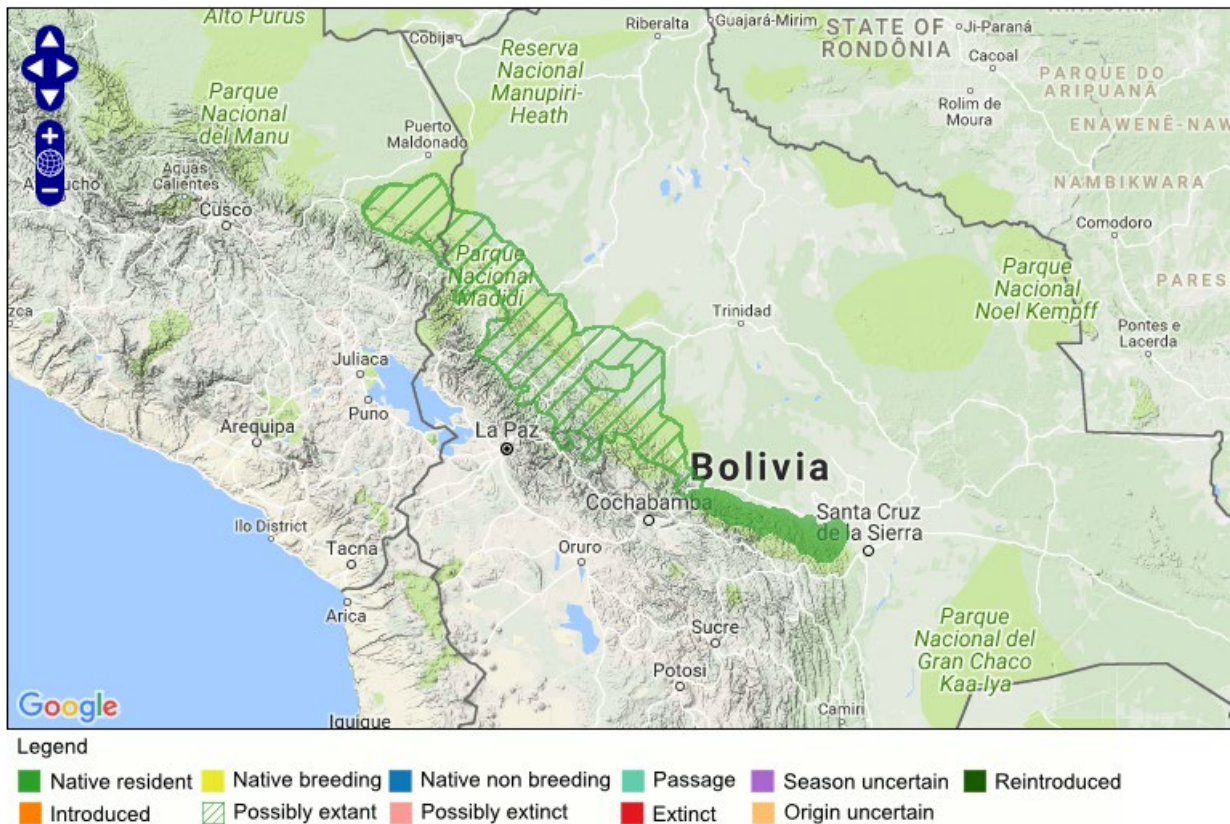 Alto Purus
Cobija
Riberalta
Guajará-Mirim
STATE OF
RONDÔNIA
Ji-Paraná
Cacoal
Reserva
Nacional
Manupiri-
Heath
PARQUE DO
ARIPUANÃ
Rolim de
Moura
ENAWENÊ-NAW
Parque
Nacional
del Manu
Puerto
Maldonado
Aguas
Calientes
Cusco
NAMBIKWARA
Comodoro
Parque
Nacional
Madidi
Parque
Nacional
Noel Kempff
PARES
Trinidad
Pontes e
Lacerda
Juliaca
Puno
Arequipa
La Paz
Bolivia
Cochabamba
Santa Cruz
de la Sierra
Ilo District
Tacna
Oruro
Arica
Sucre
Potosi
Parque
Nacional del
Gran Chaco
Kaa-Iya
Camiri
Iquique
Google
Legend
Native resident Native breeding Native non breeding Passage Season uncertain Reintroduced
Introduced Possibly extant Possibly extinct Extinct Origin uncertain